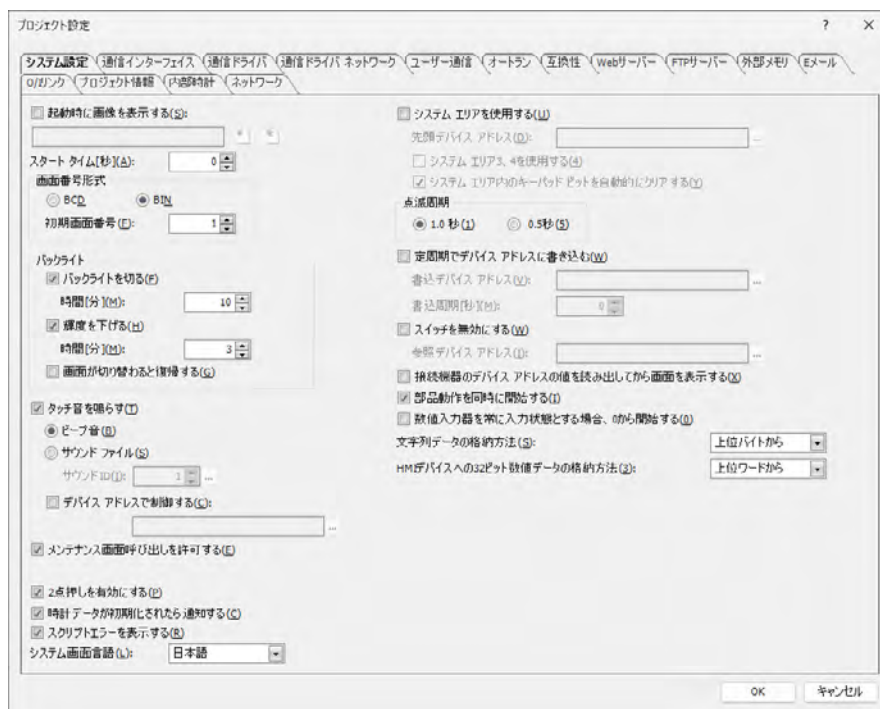 プロジェクト設定
? ×
システム設定 通信インターフェイス 通信ドライバ 通信ドライバ ネットワーク ユーザー通信 オートラン 互換性 Webサーバー FTPサーバー 外部メモリ Eメール
O/Iリンク プロジェクト情報 内部時計 ネットワーク
起動時に画像を表示する(S):
スタート タイム[秒](A): 0
画面番号形式
BCD BIN
初期画面番号(E): 1
バックライト
バックライトを切る(F)
時間[分](M): 10
輝度を下げる(H)
時間[分](M): 3
画面が切り替わると復帰する(G)
タッチ音を鳴らす(T)
ビープ音(B)
サウンド ファイル(S)
サウンドID(I): 1 ...
デバイス アドレスで制御する(C):
...
メンテナンス画面呼び出しを許可する(E)
2点押しを有効にする(P)
時計データが初期化されたら通知する(C)
スクリプトエラーを表示する(R)
システム画面言語(L): 日本語
システム エリアを使用する(U)
先頭デバイス アドレス(D): ...
システム エリア3、4を使用する(4)
システム エリア内のキーパッド ビットを自動的にクリアする(Y)
点滅周期
1.0 秒(1) 0.5秒(5)
定周期でデバイス アドレスに書き込む(W)
書込デバイス アドレス(V): ...
書込周期[秒](M): 0
スイッチを無効にする(W)
参照デバイス アドレス(I): ...
接続機器のデバイス アドレスの値を読み出してから画面を表示する(X)
部品動作を同時に開始する(I)
数値入力器を常に入力状態とする場合、0から開始する(0)
文字列データの格納方法(S): 上位バイトから
HMIデバイスへの32ビット数値データの格納方法(3): 上位ワードから
OK キャンセル